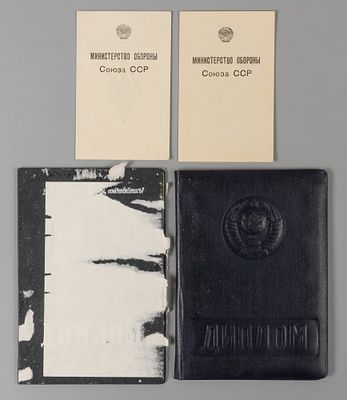 МИНИСТЕРСТВО ОБОРОНЫ
Союза ССР
МИНИСТЕРСТВО ОБОРОНЫ
Союза ССР
ДИПЛОМ